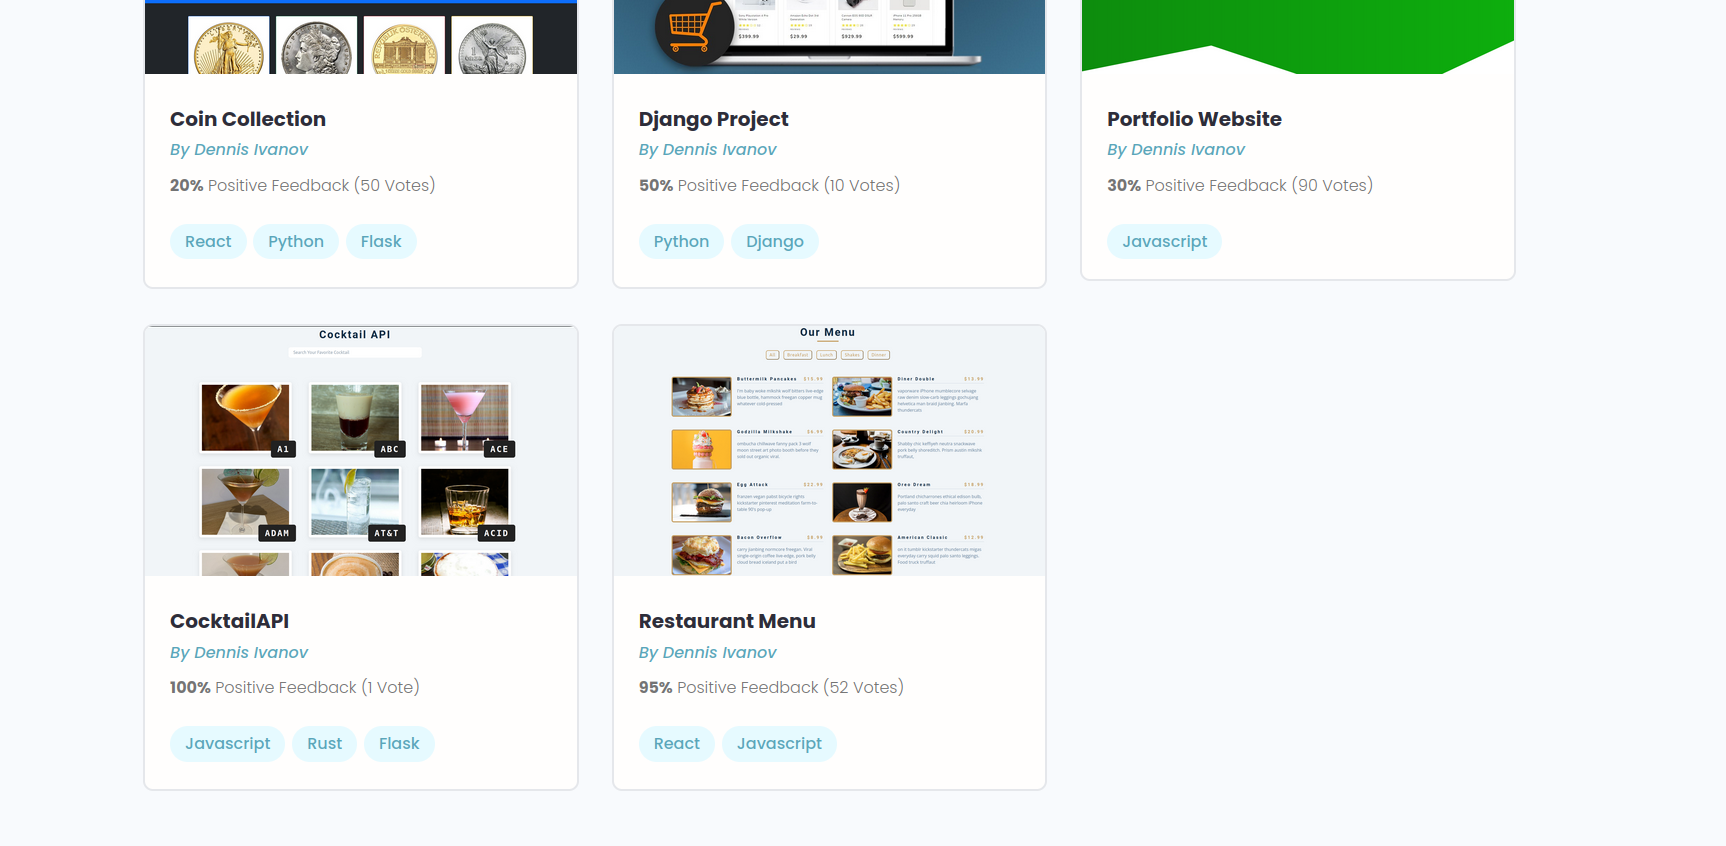 $399.99 $29.99 $929.99 $599.99
Coin Collection
By Dennis Ivanov
20% Positive Feedback (50 Votes)
React Python Flask
Django Project
By Dennis Ivanov
50% Positive Feedback (10 Votes)
Python Django
Portfolio Website
By Dennis Ivanov
30% Positive Feedback (90 Votes)
Javascript
Cocktail API
Search Your Favorite Cocktail
A1 ABC ACE
ADAM AT&T ACID
CocktailAPI
By Dennis Ivanov
100% Positive Feedback (1 Vote)
Javascript Rust Flask
Our Menu
All Breakfast Lunch Shakes Dinner
Buttermilk Pancakes $15.99
Diner Double $13.99
Godzilla Milkshake $6.99
Country Delight $20.99
Egg Attack $22.99
Oreo Dream $18.99
Bacon Overflow $8.99
American Classic $12.99
Restaurant Menu
By Dennis Ivanov
95% Positive Feedback (52 Votes)
React Javascript